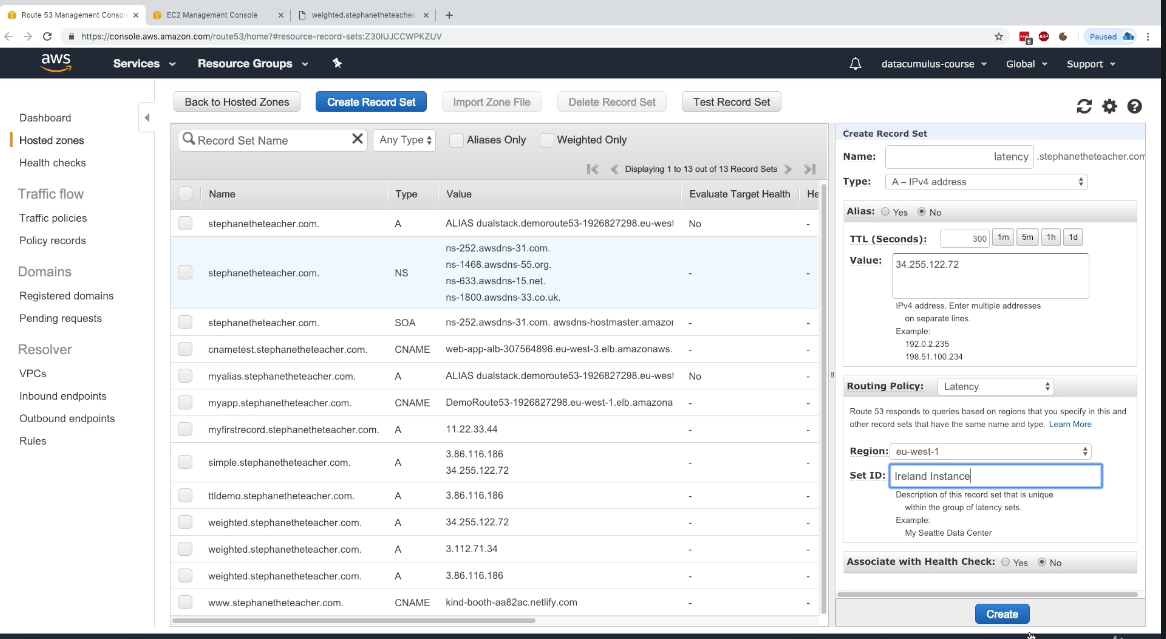 Route 53 Management Consol
EC2 Management Console
weighted.stephanetheteacher.
https://console.aws.amazon.com/route53/home?#resource-record-sets:Z30IUJCCWPKZUV
Paused
aws
Services
Resource Groups
datacumulus-course
Global
Support
Dashboard
Hosted zones
Health checks
Traffic flow
Traffic policies
Policy records
Domains
Registered domains
Pending requests
Resolver
VPCs
Inbound endpoints
Outbound endpoints
Rules
Back to Hosted Zones
Create Record Set
Import Zone File
Delete Record Set
Test Record Set
Record Set Name
Any Type
Aliases Only
Weighted Only
Displaying 1 to 13 out of 13 Record Sets
Name Type Value Evaluate Target Health He
stephanetheteacher.com. A ALIAS dualstack.demoroute53-1926827298.eu-west No -
stephanetheteacher.com. NS
ns-252.awsdns-31.com.
ns-1468.awsdns-55.org.
ns-633.awsdns-15.net.
ns-1800.awsdns-33.co.uk.
- -
stephanetheteacher.com. SOA ns-252.awsdns-31.com. awsdns-hostmaster.amazon - -
cnametest.stephanetheteacher.com. CNAME web-app-alb-307564896.eu-west-3.elb.amazonaws. - -
myalias.stephanetheteacher.com. A ALIAS dualstack.demoroute53-1926827298.eu-west No -
myapp.stephanetheteacher.com. CNAME DemoRoute53-1926827298.eu-west-1.elb.amazona - -
myfirstrecord.stephanetheteacher.com. A 11.22.33.44 - -
simple.stephanetheteacher.com. A
3.86.116.186
34.255.122.72
- -
ttldemo.stephanetheteacher.com. A 3.86.116.186 - -
weighted.stephanetheteacher.com. A 34.255.122.72 - -
weighted.stephanetheteacher.com. A 3.112.71.34 - -
weighted.stephanetheteacher.com. A 3.86.116.186 - -
www.stephanetheteacher.com. CNAME kind-booth-aa82ac.netlify.com - -
Create Record Set
Name: latency .stephanetheteacher.com
Type: A – IPv4 address
Alias: Yes No
TTL (Seconds): 300 1m 5m 1h 1d
Value: 34.255.122.72
IPv4 address. Enter multiple addresses
on separate lines.
Example:
192.0.2.235
198.51.100.234
Routing Policy: Latency
Route 53 responds to queries based on regions that you specify in this and
other record sets that have the same name and type. Learn More
Region: eu-west-1
Set ID: Ireland Instance
Description of this record set that is unique
within the group of latency sets.
Example:
My Seattle Data Center
Associate with Health Check: Yes No
Create